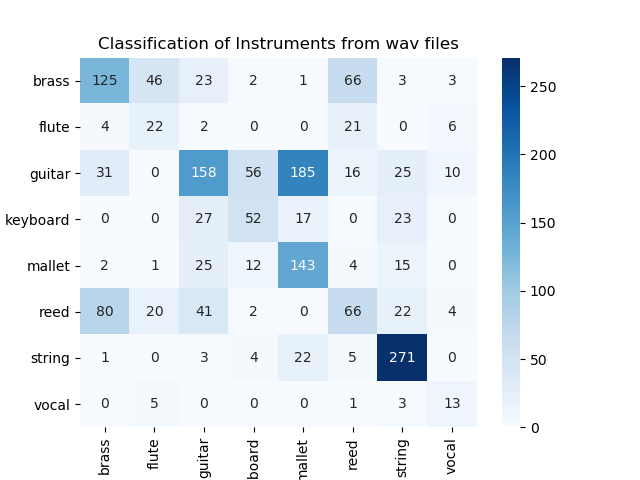 Classification of Instruments from wav files
brass 125 46 23 2 1 66 3 3
flute 4 22 2 0 0 21 0 6
guitar 31 0 158 56 185 16 25 10
keyboard 0 0 27 52 17 0 23 0
mallet 2 1 25 12 143 4 15 0
reed 80 20 41 2 0 66 22 4
string 1 0 3 4 22 5 271 0
vocal 0 5 0 0 0 1 3 13
brass flute guitar board mallet reed string vocal
250
200
150
100
50
0